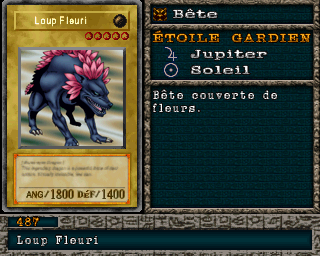 Loup Fleuri
ANG/1800 DÉF/1400
Bête
ÉTOILE GARDIEN
Jupiter
Soleil
Bête couverte de
fleurs.
487
Loup Fleuri